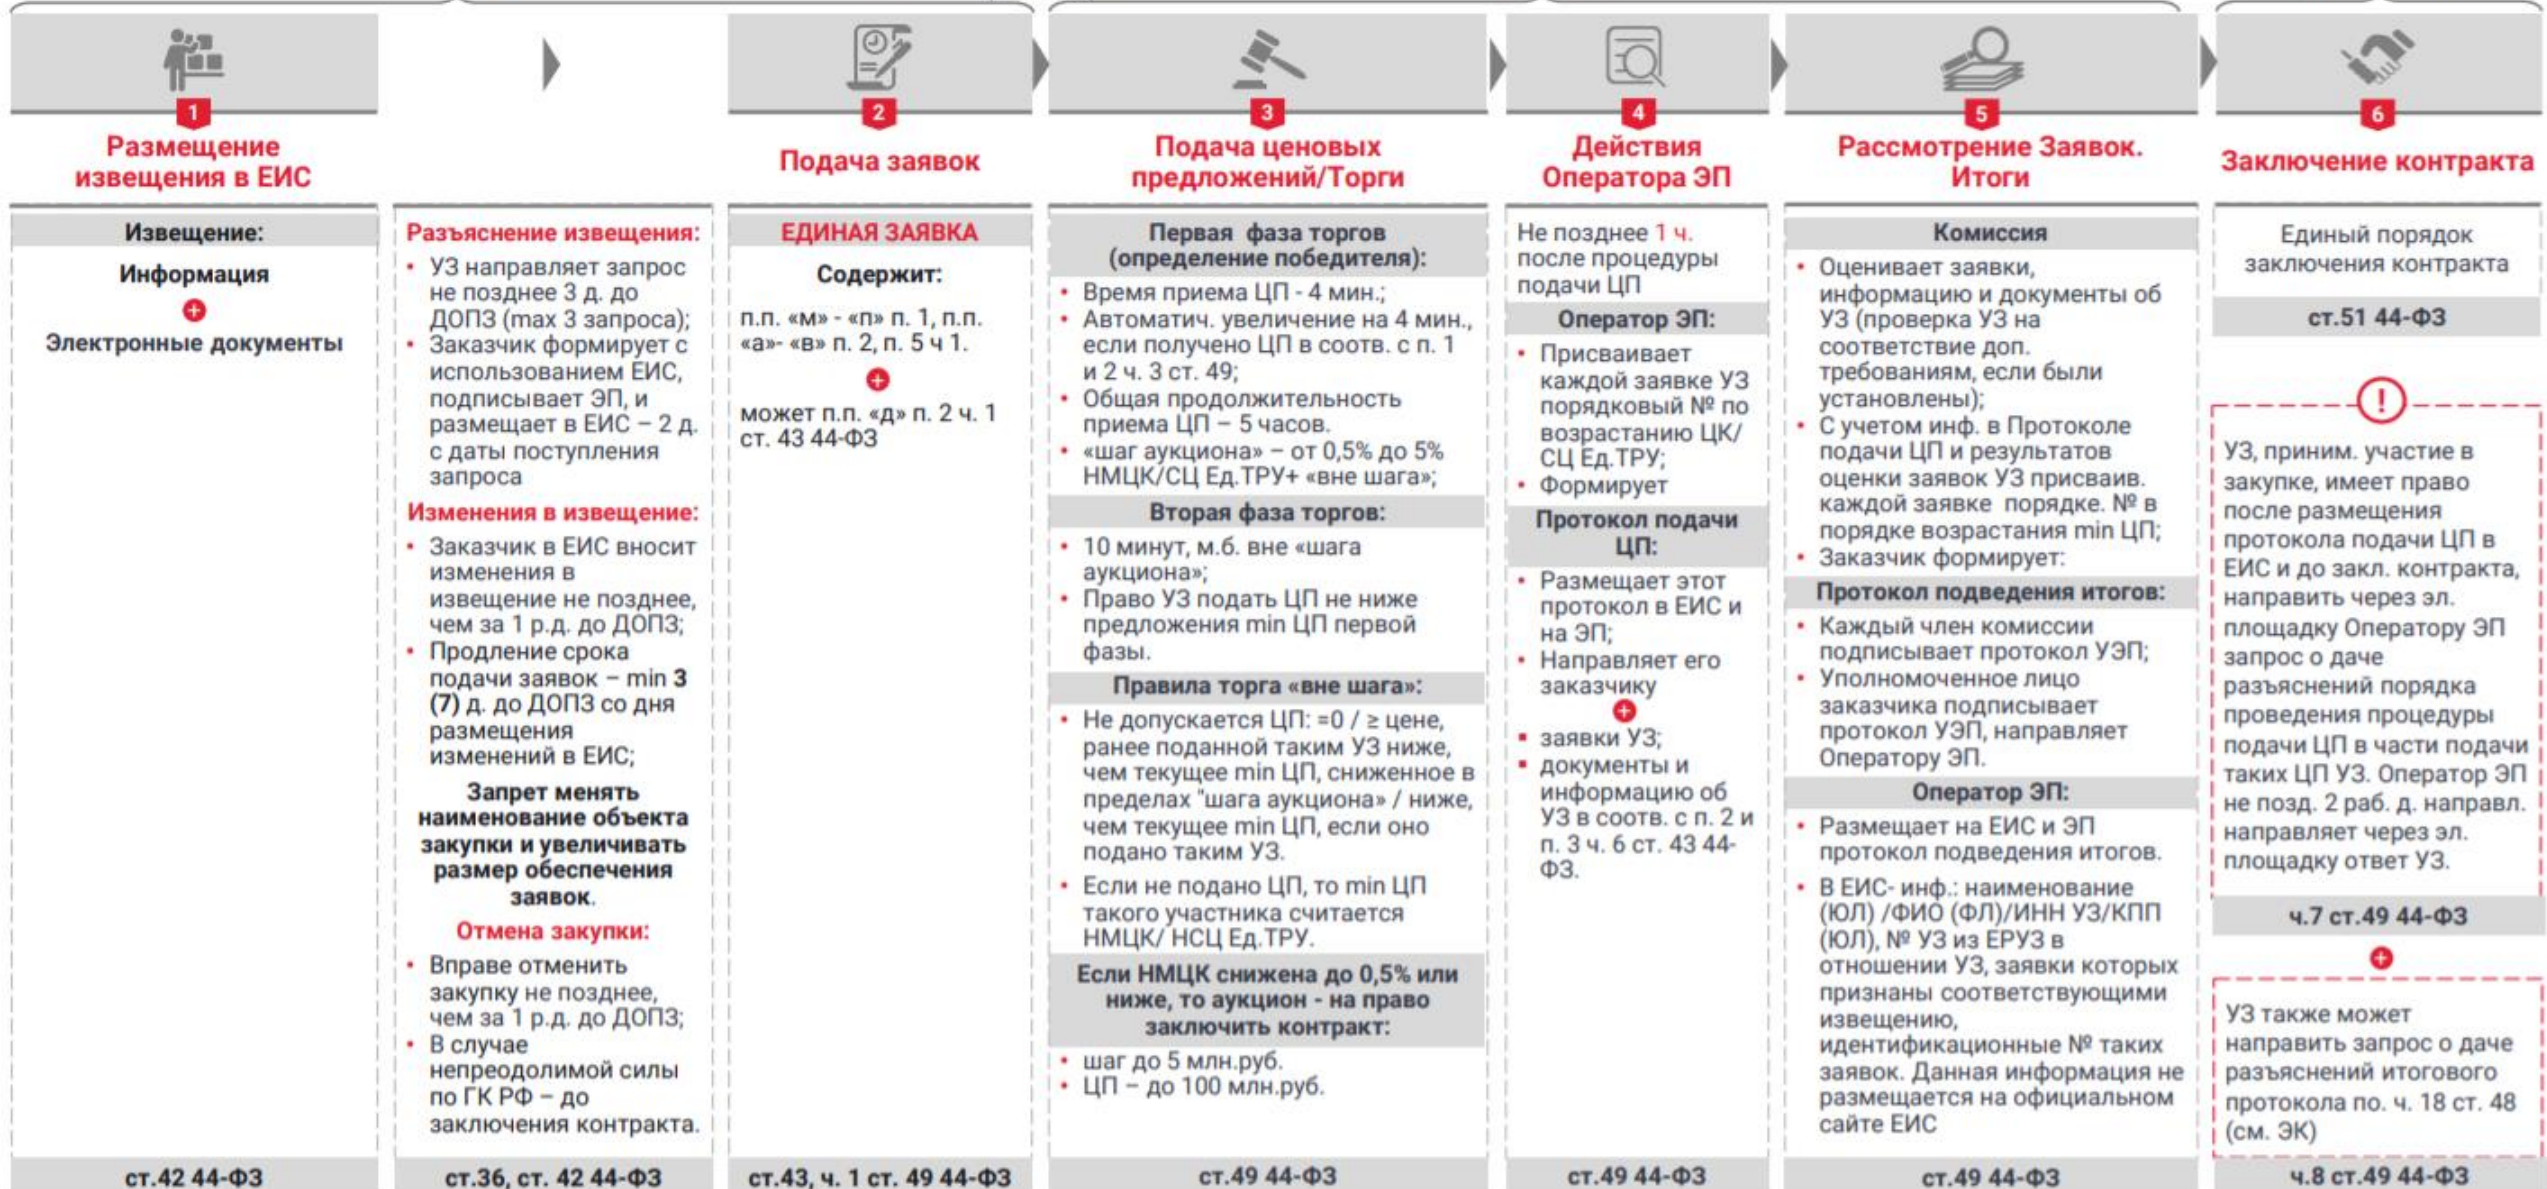 1
Размещение
извещения в ЕИС
Извещение:
Информация
+
Электронные документы
ст.42 44-ФЗ
Разъяснение извещения:
• УЗ направляет запрос
не позднее 3 д. до
ДОПЗ (max 3 запроса);
• Заказчик формирует с
использованием ЕИС,
подписывает ЭП, и
размещает в ЕИС – 2 д.
с даты поступления
запроса
Изменения в извещение:
• Заказчик в ЕИС вносит
изменения в
извещение не позднее,
чем за 1 р.д. до ДОПЗ;
• Продление срока
подачи заявок – min 3
(7) д. до ДОПЗ со дня
размещения
изменений в ЕИС;
Запрет менять
наименование объекта
закупки и увеличивать
размер обеспечения
заявок.
Отмена закупки:
• Вправе отменить
закупку не позднее,
чем за 1 р.д. до ДОПЗ;
• В случае
непреодолимой силы
по ГК РФ – до
заключения контракта.
ст.36, ст. 42 44-ФЗ
2
Подача заявок
ЕДИНАЯ ЗАЯВКА
Содержит:
п.п. «м» - «п» п. 1, п.п.
«а»- «в» п. 2, п. 5 ч 1.
+
может п.п. «д» п. 2 ч. 1
ст. 43 44-ФЗ
ст.43, ч. 1 ст. 49 44-ФЗ
3
Подача ценовых
предложений/Торги
Первая фаза торгов
(определение победителя):
• Время приема ЦП - 4 мин.;
• Автоматич. увеличение на 4 мин.,
если получено ЦП в соотв. с п. 1
и 2 ч. 3 ст. 49;
• Общая продолжительность
приема ЦП – 5 часов.
• «шаг аукциона» – от 0,5% до 5%
НМЦК/СЦ Ед.ТРУ+ «вне шага»;
Вторая фаза торгов:
• 10 минут, м.б. вне «шага
аукциона»;
• Право УЗ подать ЦП не ниже
предложения min ЦП первой
фазы.
Правила торга «вне шага»:
• Не допускается ЦП: =0 / ≥ цене,
ранее поданной таким УЗ ниже,
чем текущее min ЦП, сниженное в
пределах "шага аукциона» / ниже,
чем текущее min ЦП, если оно
подано таким УЗ.
• Если не подано ЦП, то min ЦП
такого участника считается
НМЦК/ НСЦ Ед.ТРУ.
Если НМЦК снижена до 0,5% или
ниже, то аукцион - на право
заключить контракт:
• шаг до 5 млн.руб.
• ЦП – до 100 млн.руб.
ст.49 44-ФЗ
4
Действия
Оператора ЭП
Не позднее 1 ч.
после процедуры
подачи ЦП
Оператор ЭП:
• Присваивает
каждой заявке УЗ
порядковый № по
возрастанию ЦК/
СЦ Ед.ТРУ;
• Формирует
Протокол подачи
ЦП:
• Размещает этот
протокол в ЕИС и
на ЭП;
• Направляет его
заказчику
+
▪ заявки УЗ;
▪ документы и
информацию об
УЗ в соотв. с п. 2 и
п. 3 ч. 6 ст. 43 44-
ФЗ.
ст.49 44-ФЗ
5
Рассмотрение Заявок.
Итоги
Комиссия
• Оценивает заявки,
информацию и документы об
УЗ (проверка УЗ на
соответствие доп.
требованиям, если были
установлены);
• С учетом инф. в Протоколе
подачи ЦП и результатов
оценки заявок УЗ присваив.
каждой заявке порядке. № в
порядке возрастания min ЦП;
• Заказчик формирует:
Протокол подведения итогов:
• Каждый член комиссии
подписывает протокол УЭП;
• Уполномоченное лицо
заказчика подписывает
протокол УЭП, направляет
Оператору ЭП.
Оператор ЭП:
• Размещает на ЕИС и ЭП
протокол подведения итогов.
• В ЕИС- инф.: наименование
(ЮЛ) /ФИО (ФЛ)/ИНН УЗ/КПП
(ЮЛ), № УЗ из ЕРУЗ в
отношении УЗ, заявки которых
признаны соответствующими
извещению,
идентификационные № таких
заявок. Данная информация не
размещается на официальном
сайте ЕИС
ст.49 44-ФЗ
6
Заключение контракта
Единый порядок
заключения контракта
ст.51 44-ФЗ
!
УЗ, приним. участие в
закупке, имеет право
после размещения
протокола подачи ЦП в
ЕИС и до закл. контракта,
направить через эл.
площадку Оператору ЭП
запрос о даче
разъяснений порядка
проведения процедуры
подачи ЦП в части подачи
таких ЦП УЗ. Оператор ЭП
не позд. 2 раб. д. направл.
направляет через эл.
площадку ответ УЗ.
ч.7 ст.49 44-ФЗ
+
УЗ также может
направить запрос о даче
разъяснений итогового
протокола по. ч. 18 ст. 48
(см. ЭК)
ч.8 ст.49 44-ФЗ